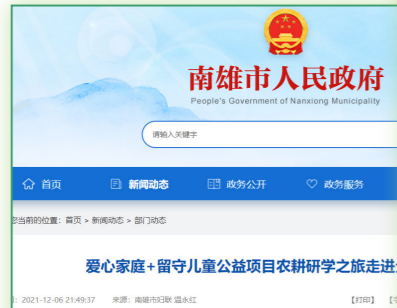 南雄市人民政府
People's Government of Nanxiong Municipality
请输入关键字
首页 新闻动态 政务公开 政务服务
您当前的位置：首页 > 新闻动态 > 部门动态
爱心家庭+留守儿童公益项目农耕研学之旅走进
: 2021-12-06 21:49:37 来源：南雄市妇联 温永红 【打印】